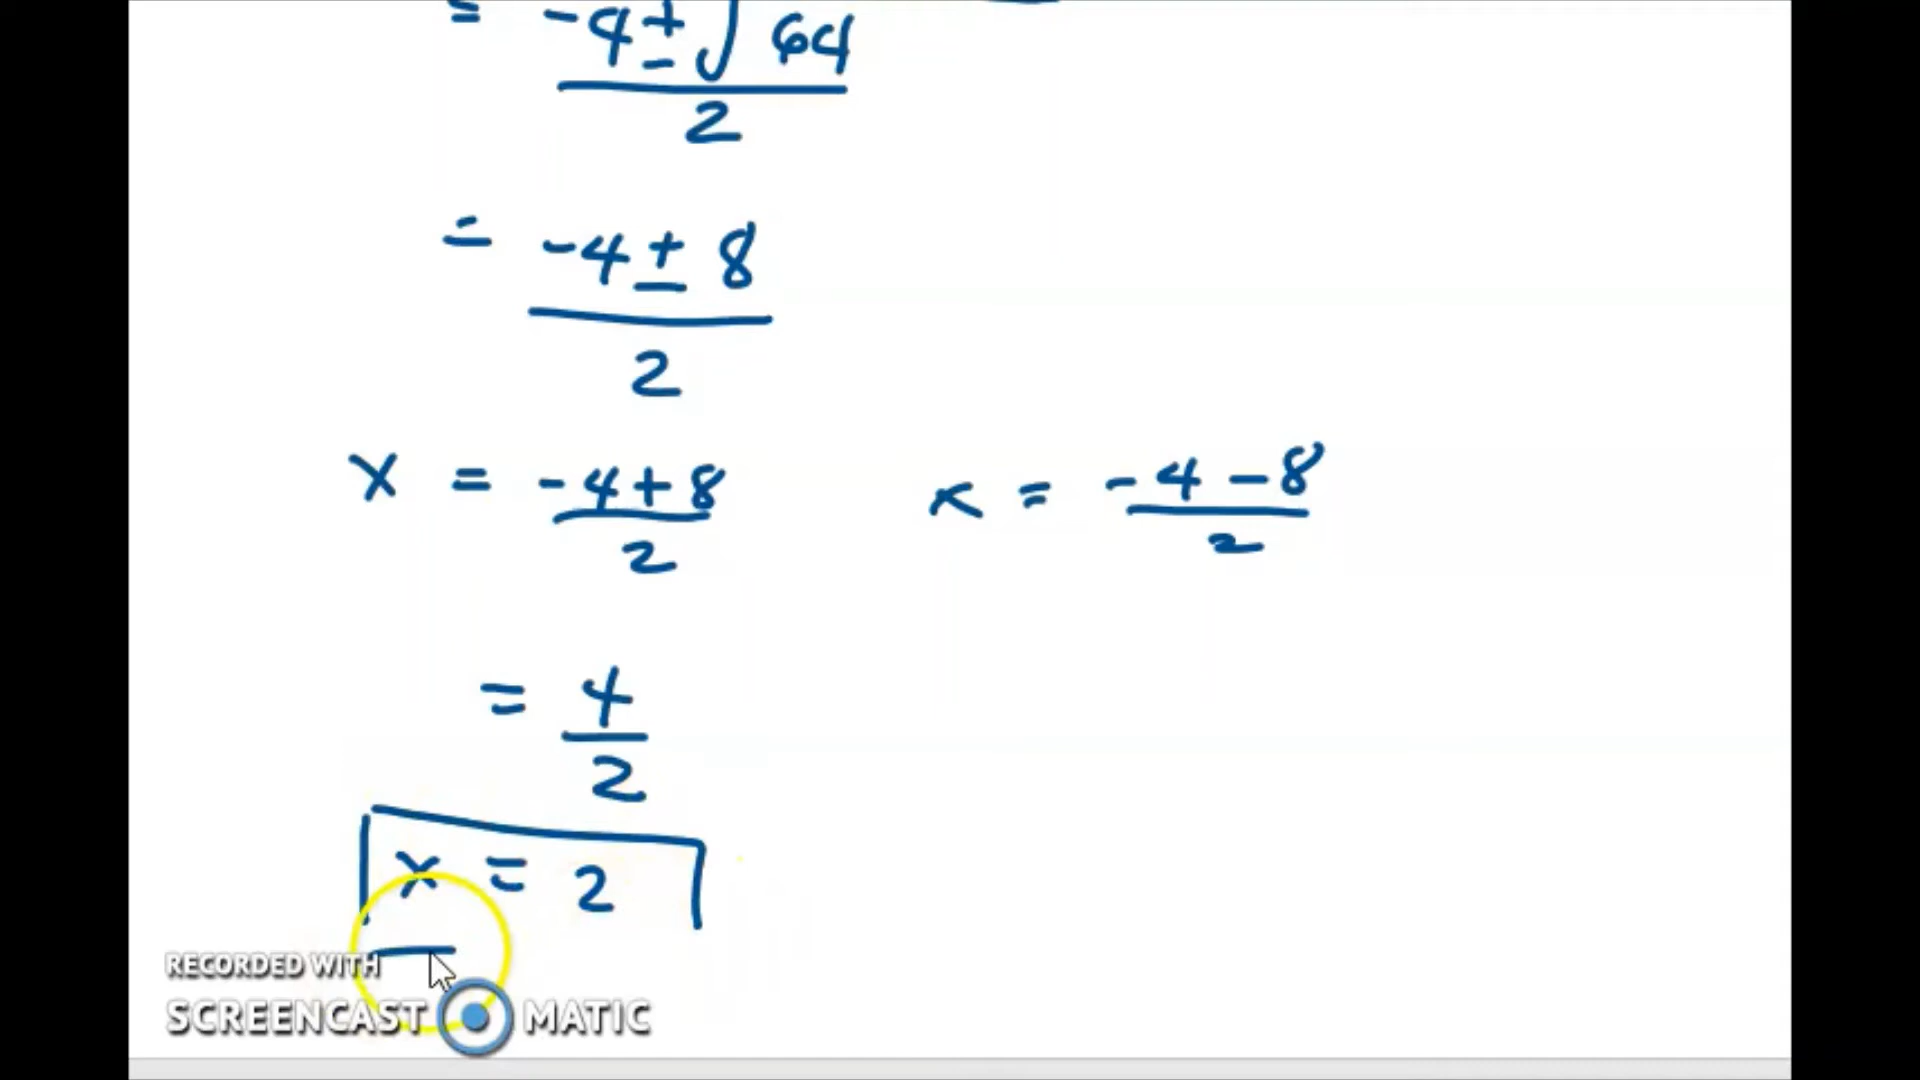 = -4 ± √64
2
= -4 ± 8
2
x = -4 + 8
2
x = -4 - 8
2
= 4
2
x = 2
RECORDED WITH
SCREENCAST MATIC